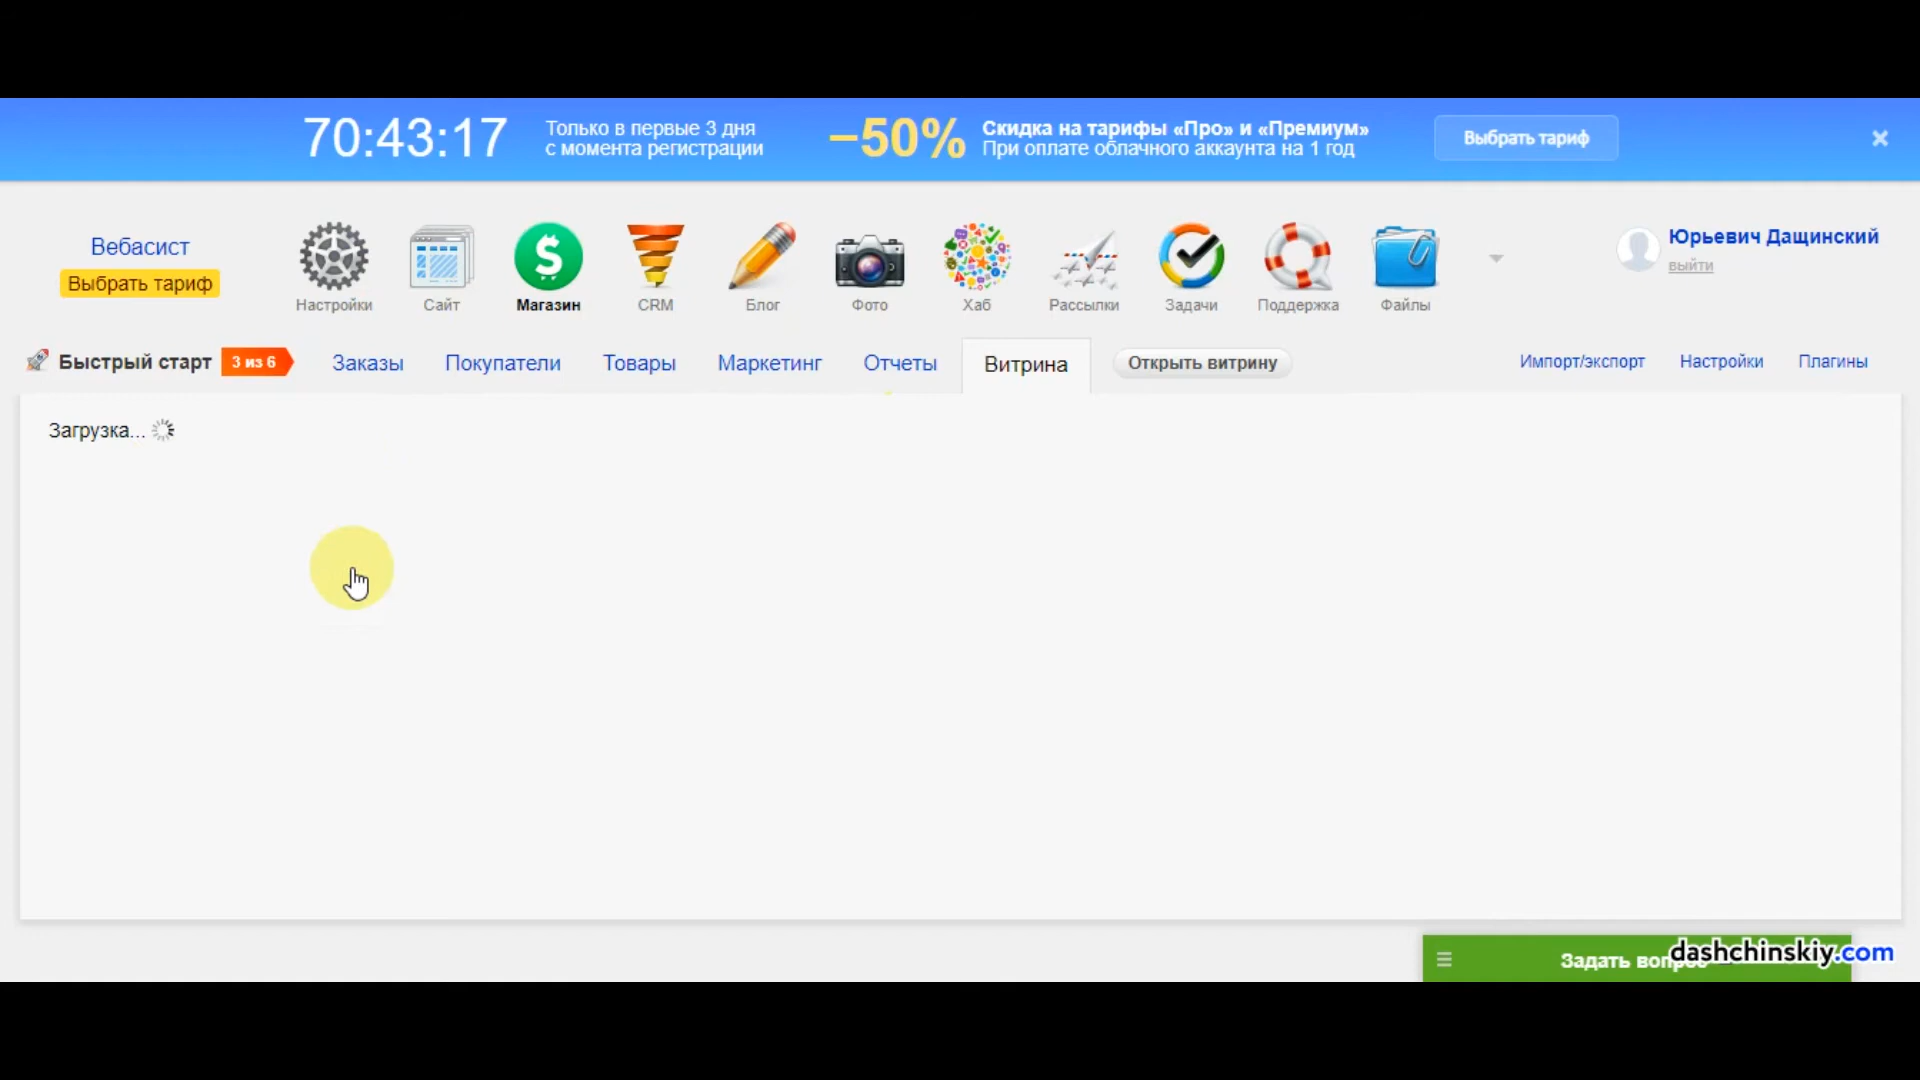 70:43:17
Только в первые 3 дня
с момента регистрации
–50%
Скидка на тарифы «Про» и «Премиум»
При оплате облачного аккаунта на 1 год
Выбрать тариф
Вебасист
Выбрать тариф
Настройки
Сайт
Магазин
CRM
Блог
Фото
Хаб
Рассылки
Задачи
Поддержка
Файлы
Юрьевич Дащинский
выйти
Быстрый старт
3 из 6
Заказы
Покупатели
Товары
Маркетинг
Отчеты
Витрина
Открыть витрину
Импорт/экспорт
Настройки
Плагины
Загрузка...
Задать вопрос
dashchinskiy.com